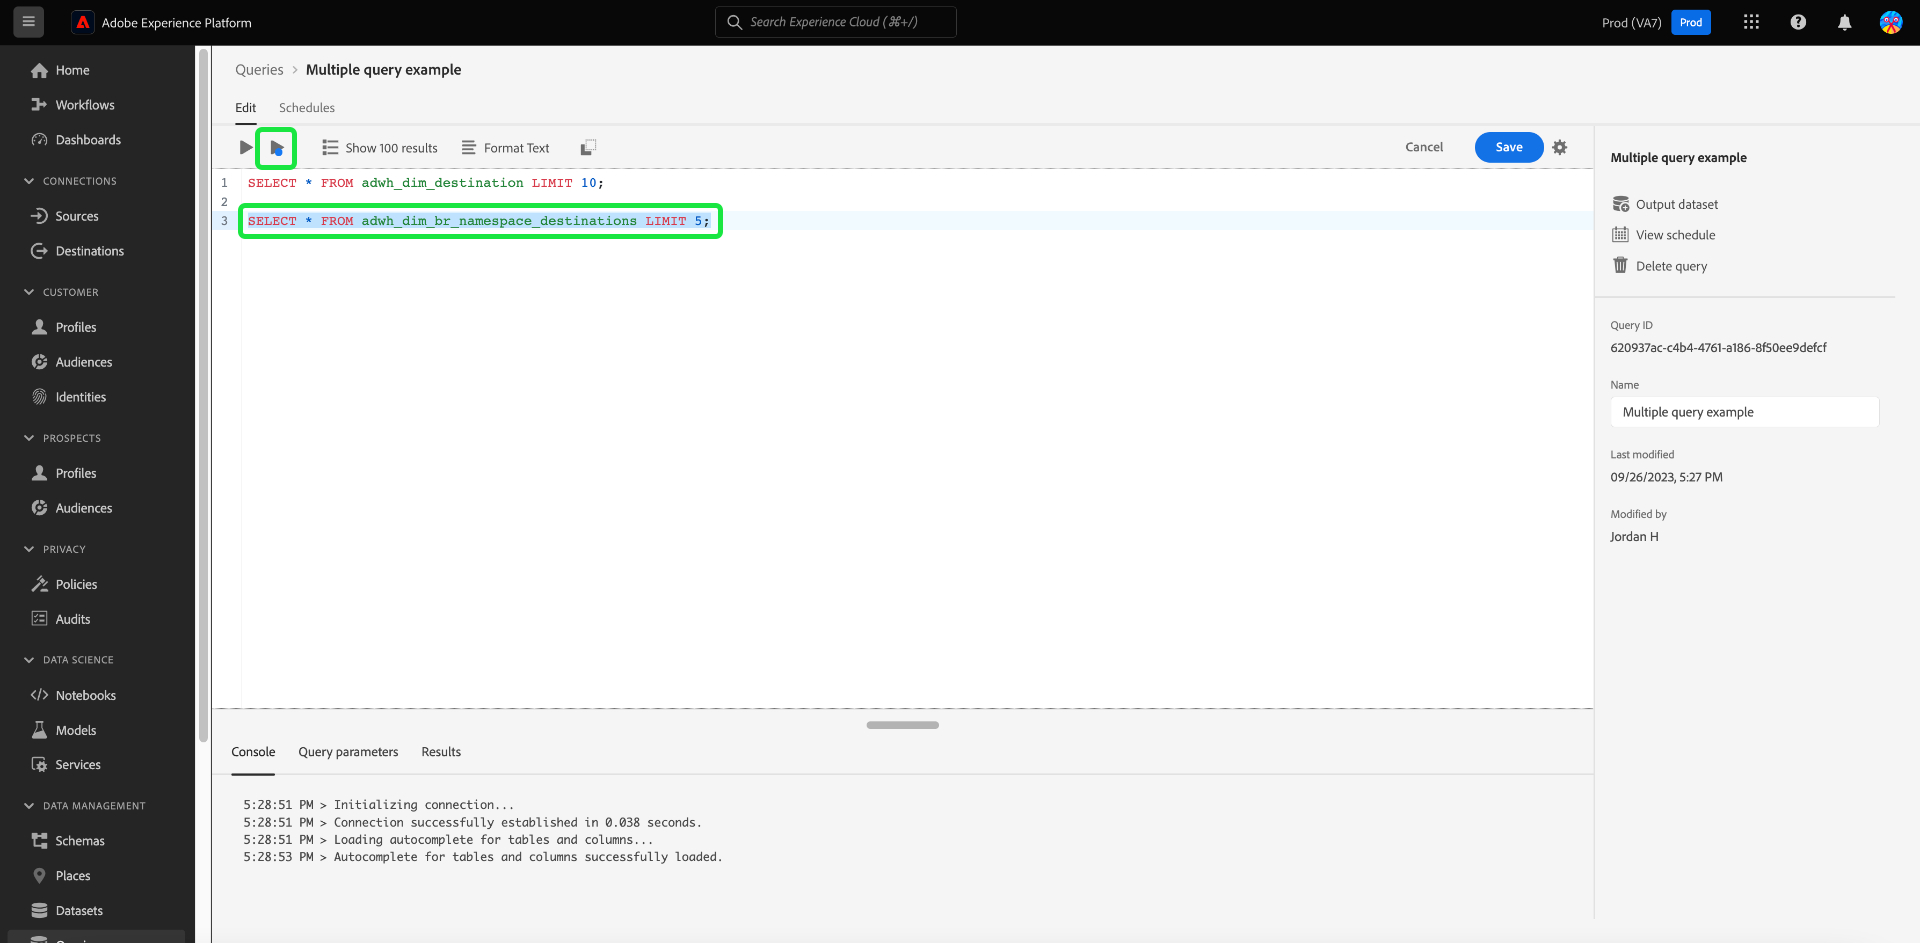 Adobe Experience Platform
Search Experience Cloud (⌘+/)
Prod (VA7)
Prod
Home
Workflows
Dashboards
CONNECTIONS
Sources
Destinations
CUSTOMER
Profiles
Audiences
Identities
PROSPECTS
Profiles
Audiences
PRIVACY
Policies
Audits
DATA SCIENCE
Notebooks
Models
Services
DATA MANAGEMENT
Schemas
Places
Datasets
Queries > Multiple query example
Edit Schedules
Show 100 results Format Text Cancel Save
1 SELECT * FROM adwh_dim_destination LIMIT 10;
2
3 SELECT * FROM adwh_dim_br_namespace_destinations LIMIT 5;
Console Query parameters Results
5:28:51 PM > Initializing connection...
5:28:51 PM > Connection successfully established in 0.038 seconds.
5:28:51 PM > Loading autocomplete for tables and columns...
5:28:53 PM > Autocomplete for tables and columns successfully loaded.
Multiple query example
Output dataset
View schedule
Delete query
Query ID
620937ac-c4b4-4761-a186-8f50ee9defcf
Name
Multiple query example
Last modified
09/26/2023, 5:27 PM
Modified by
Jordan H